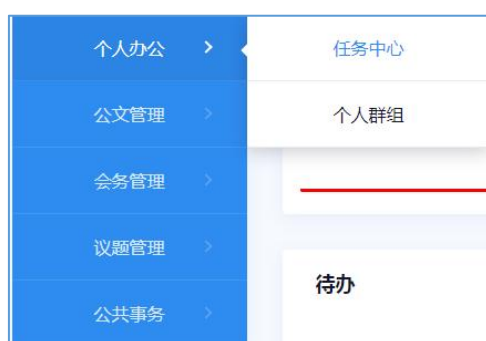 个人办公
公文管理
会务管理
议题管理
公共事务
任务中心
个人群组
待办